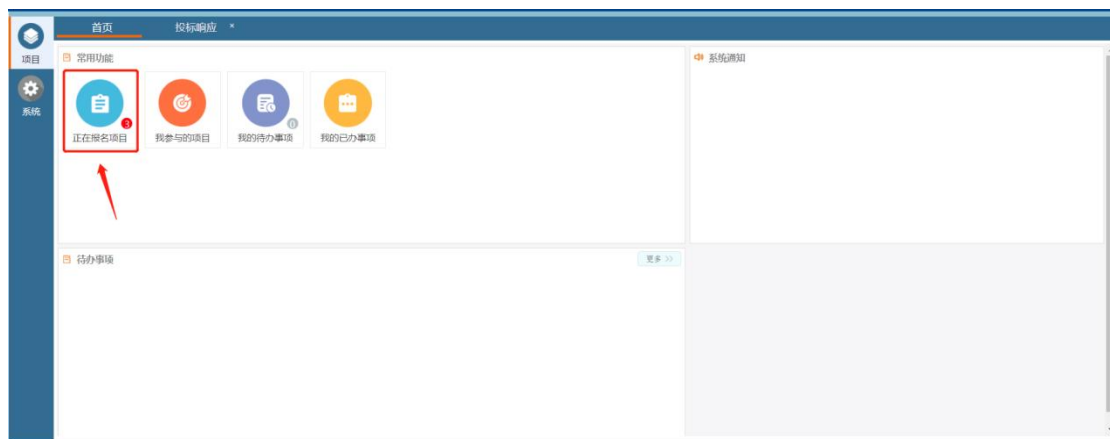 首页 投标响应 *
项目
系统
常用功能
3
0
正在报名项目 我参与的项目 我的待办事项 我的已办事项
系统通知
待办事项
更多 >>